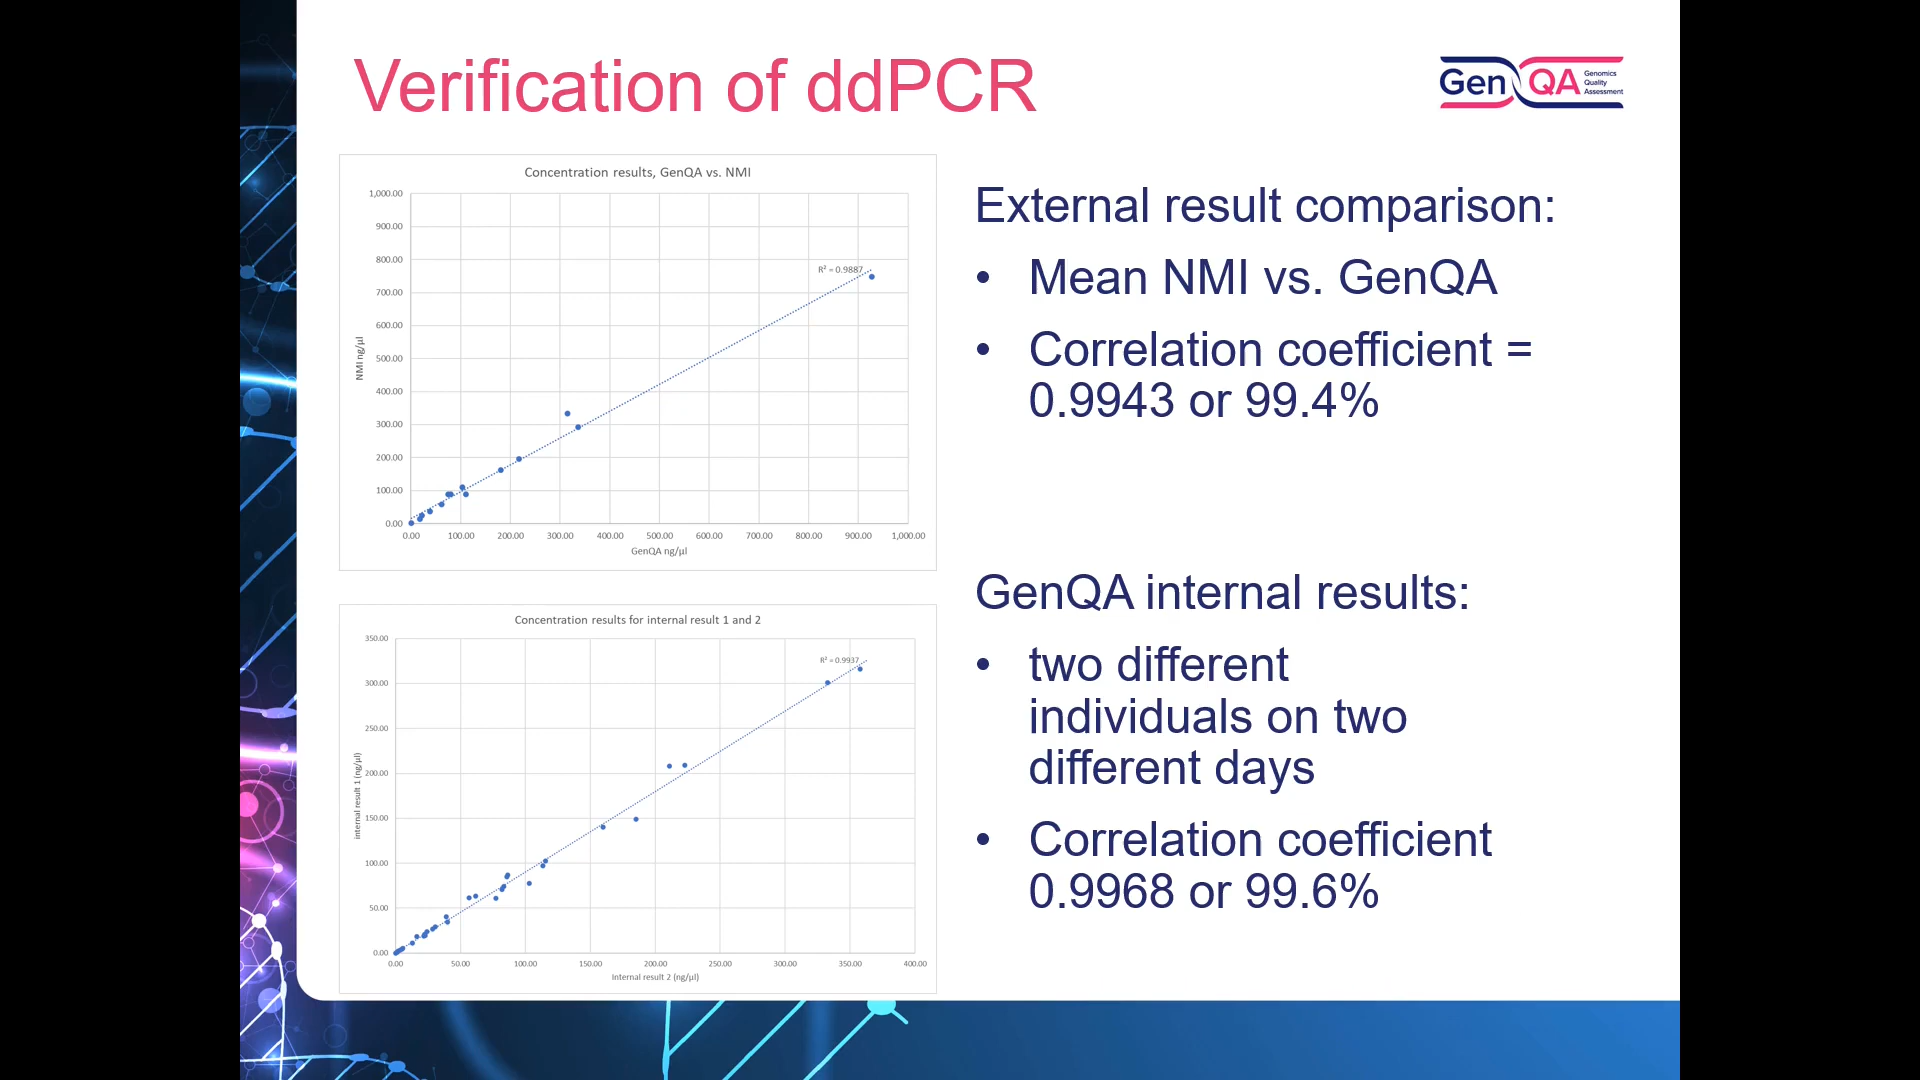 Verification of ddPCR
Gen QA Genomics
Quality
Assessment
Concentration results, GenQA vs. NMI
1,000.00
900.00
800.00
700.00
600.00
500.00
400.00
300.00
200.00
100.00
0.00
NMI ng/µl
R² = 0.9887
0.00 100.00 200.00 300.00 400.00 500.00 600.00 700.00 800.00 900.00 1,000.00
GenQA ng/µl
External result comparison:
• Mean NMI vs. GenQA
• Correlation coefficient =
0.9943 or 99.4%
Concentration results for internal result 1 and 2
350.00
300.00
250.00
200.00
150.00
100.00
50.00
0.00
internal result 1 (ng/µl)
R² = 0.9937
0.00 50.00 100.00 150.00 200.00 250.00 300.00 350.00 400.00
Internal result 2 (ng/µl)
GenQA internal results:
• two different
individuals on two
different days
• Correlation coefficient
0.9968 or 99.6%